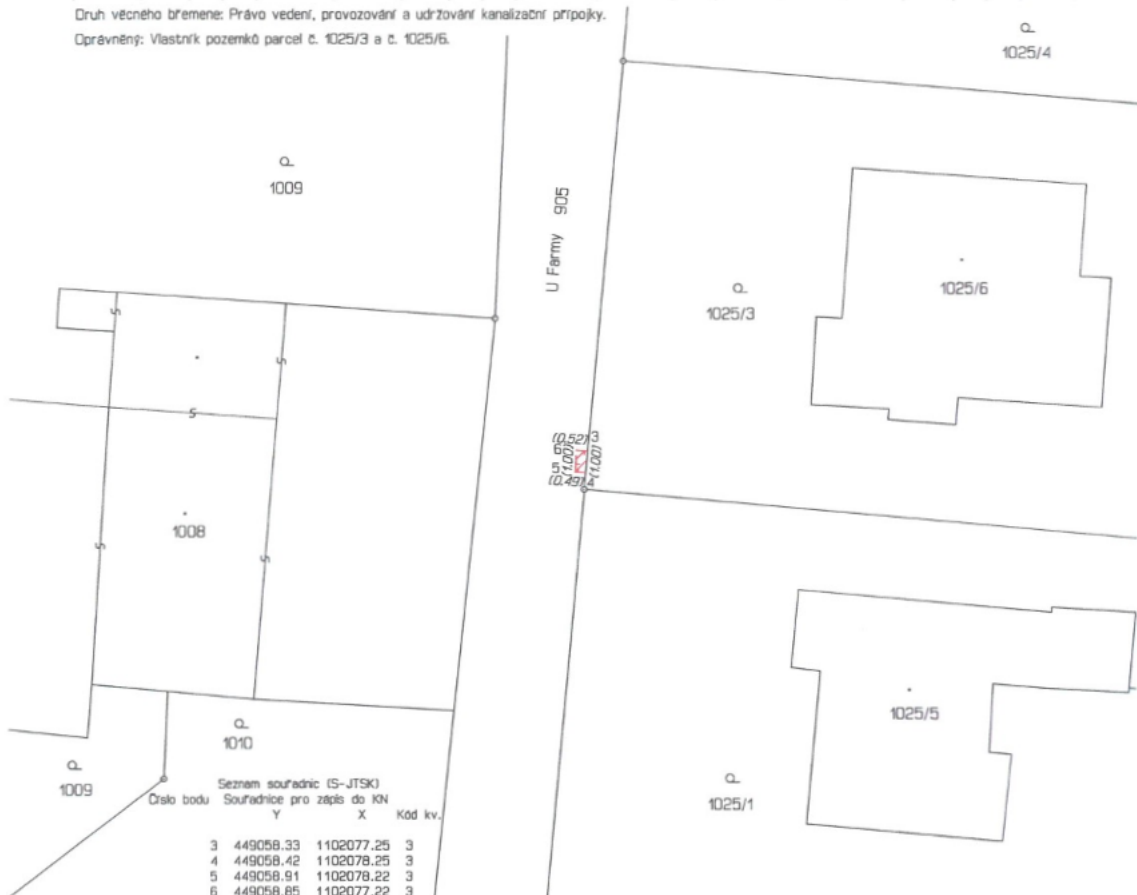 Druh věcného břemene: Právo vedení, provozování a udržování kanalizační přípojky.
Oprávněný: Vlastník pozemků parcel č. 1025/3 a č. 1025/6.
1025/4
1009
U Farmy 905
1025/3
1025/6
(0.52) 3
6 (1.00) (1.00)
5
(0.49) 4
1008
1010
1009
1025/5
1025/1
Seznam souřadnic (S-JTSK)
Číslo bodu Souřadnice pro zápis do KN
Y X Kód kv.
3 449058.33 1102077.25 3
4 449058.42 1102078.25 3
5 449058.91 1102078.22 3
6 449058.85 1102077.22 3